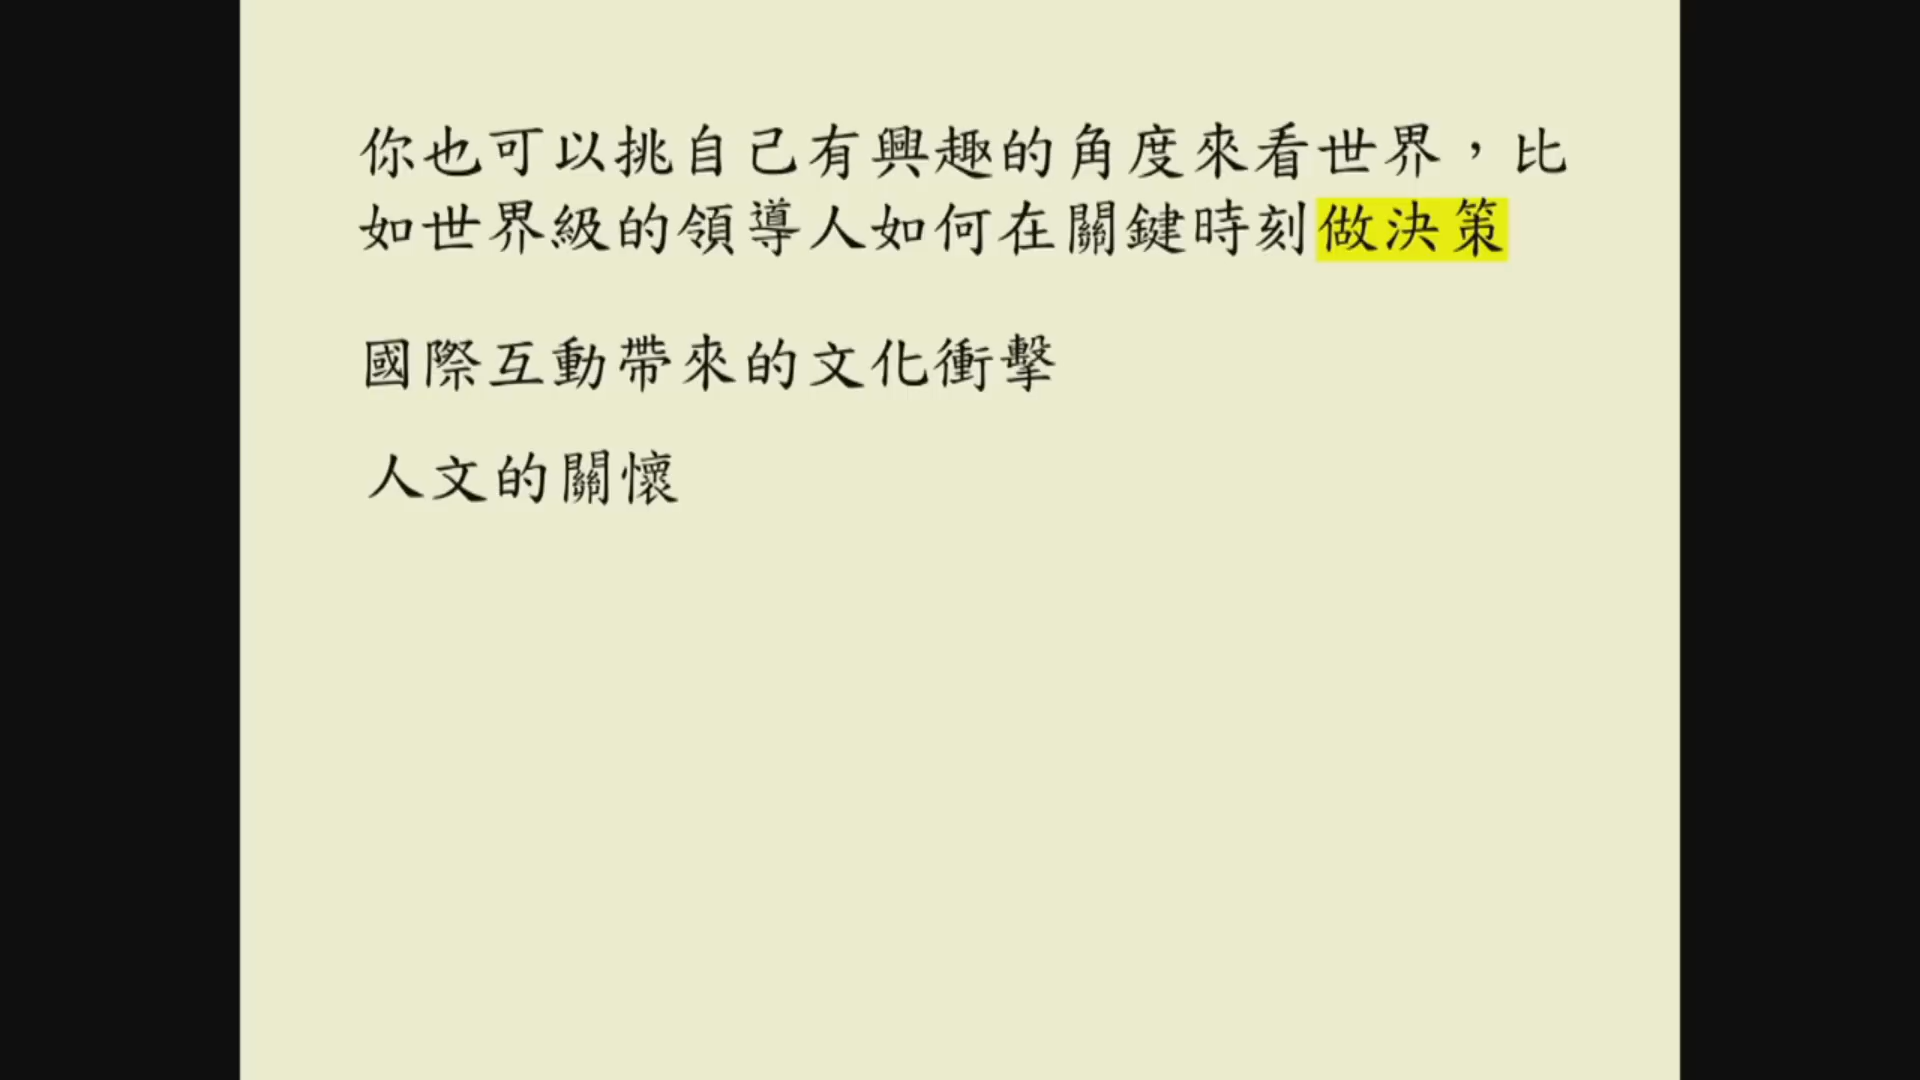 你也可以挑自己有興趣的角度來看世界，比
如世界級的領導人如何在關鍵時刻做決策
國際互動帶來的文化衝擊
人文的關懷